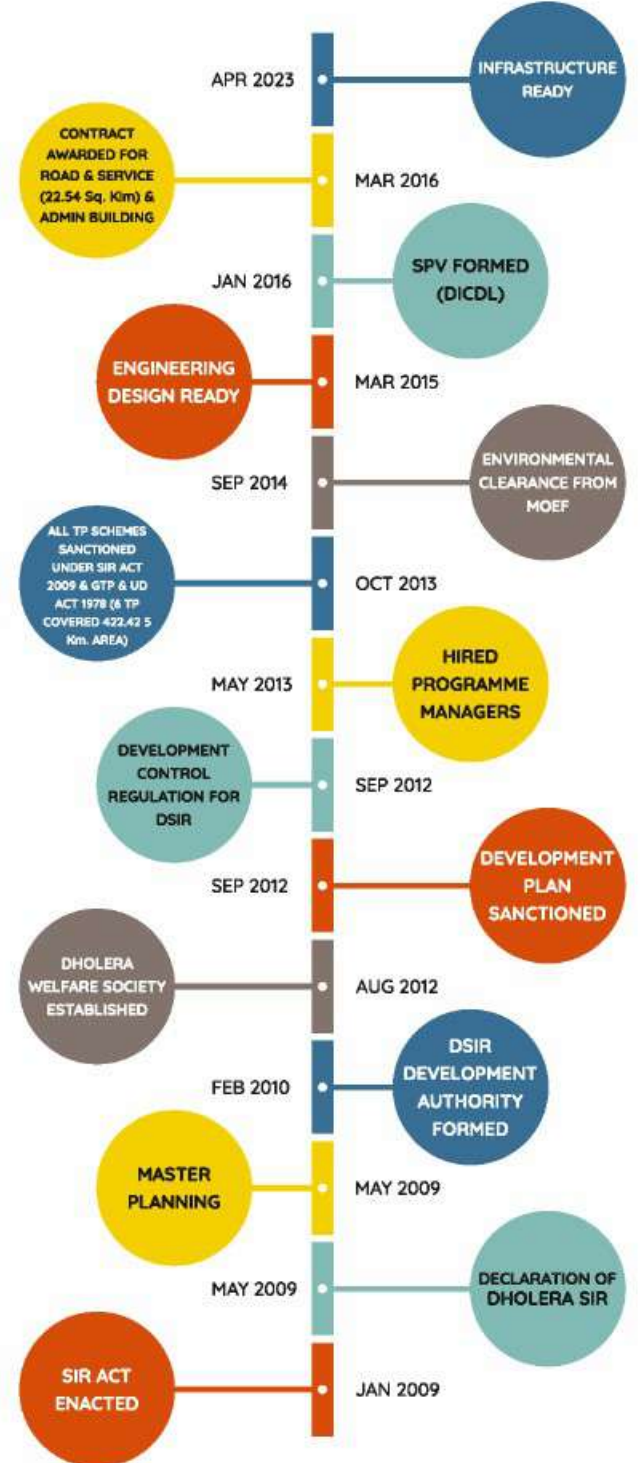 APR 2023
INFRASTRUCTURE
READY
CONTRACT
AWARDED FOR
ROAD & SERVICE
(22.54 Sq. Kim) &
ADMIN BUILDING
MAR 2016
JAN 2016
SPV FORMED
(DICDL)
ENGINEERING
DESIGN READY
MAR 2015
SEP 2014
ENVIRONMENTAL
CLEARANCE FROM
MOEF
ALL TP SCHEMES
SANCTIONED
UNDER SIR ACT
2009 & GTP & UD
ACT 1978 (6 TP
COVERED 422.42 5
Km. AREA)
OCT 2013
MAY 2013
HIRED
PROGRAMME
MANAGERS
DEVELOPMENT
CONTROL
REGULATION FOR
DSIR
SEP 2012
SEP 2012
DEVELOPMENT
PLAN
SANCTIONED
DHOLERA
WELFARE SOCIETY
ESTABLISHED
AUG 2012
FEB 2010
DSIR
DEVELOPMENT
AUTHORITY
FORMED
MASTER
PLANNING
MAY 2009
MAY 2009
DECLARATION OF
DHOLERA SIR
SIR ACT
ENACTED
JAN 2009